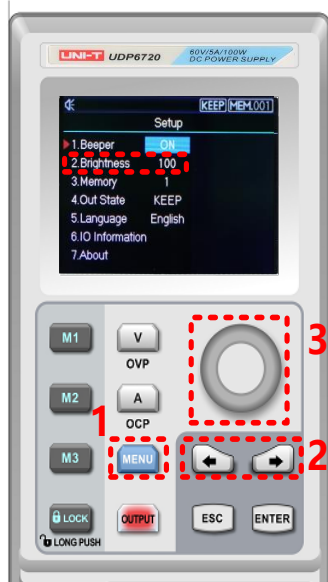 UNI-T UDP6720 60V/5A/100W
DC POWER SUPPLY
KEEP MEM.001
Setup
1.Beeper ON
2.Brightness 100
3.Memory 1
4.Out State KEEP
5.Language English
6.IO Information
7.About
M1 V
OVP
3
M2 A
OCP
1
M3 MENU 2
LOCK OUTPUT ESC ENTER
LONG PUSH